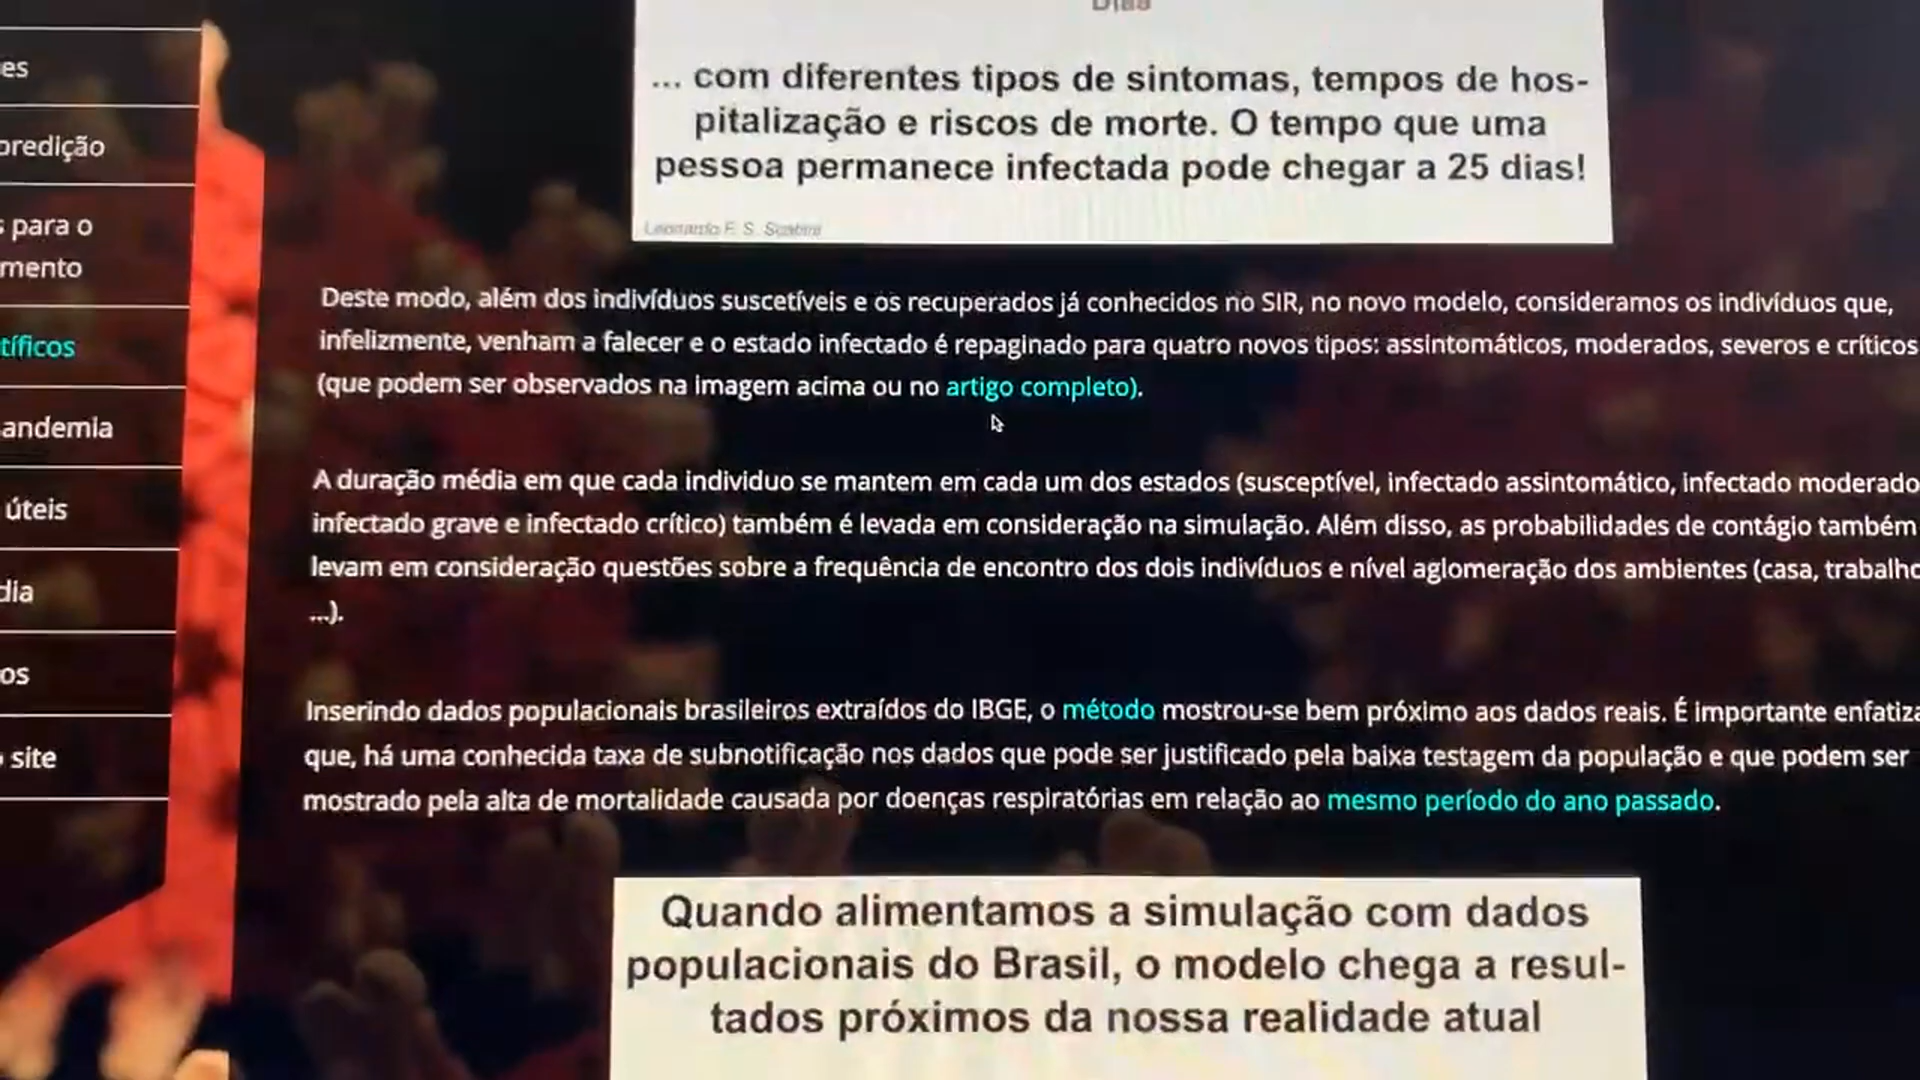 es
predição
s para o
mento
tíficos
andemia
úteis
dia
os
site
Dias
... com diferentes tipos de sintomas, tempos de hos-
pitalização e riscos de morte. O tempo que uma
pessoa permanece infectada pode chegar a 25 dias!
Leonardo F. S. Scabini
Deste modo, além dos indivíduos suscetíveis e os recuperados já conhecidos no SIR, no novo modelo, consideramos os indivíduos que,
infelizmente, venham a falecer e o estado infectado é repaginado para quatro novos tipos: assintomáticos, moderados, severos e críticos
(que podem ser observados na imagem acima ou no artigo completo).
A duração média em que cada individuo se mantem em cada um dos estados (susceptível, infectado assintomático, infectado moderado
infectado grave e infectado crítico) também é levada em consideração na simulação. Além disso, as probabilidades de contágio também
levam em consideração questões sobre a frequência de encontro dos dois indivíduos e nível aglomeração dos ambientes (casa, trabalho
...).
Inserindo dados populacionais brasileiros extraídos do IBGE, o método mostrou-se bem próximo aos dados reais. É importante enfatiza
que, há uma conhecida taxa de subnotificação nos dados que pode ser justificado pela baixa testagem da população e que podem ser
mostrado pela alta de mortalidade causada por doenças respiratórias em relação ao mesmo período do ano passado.
Quando alimentamos a simulação com dados
populacionais do Brasil, o modelo chega a resul-
tados próximos da nossa realidade atual